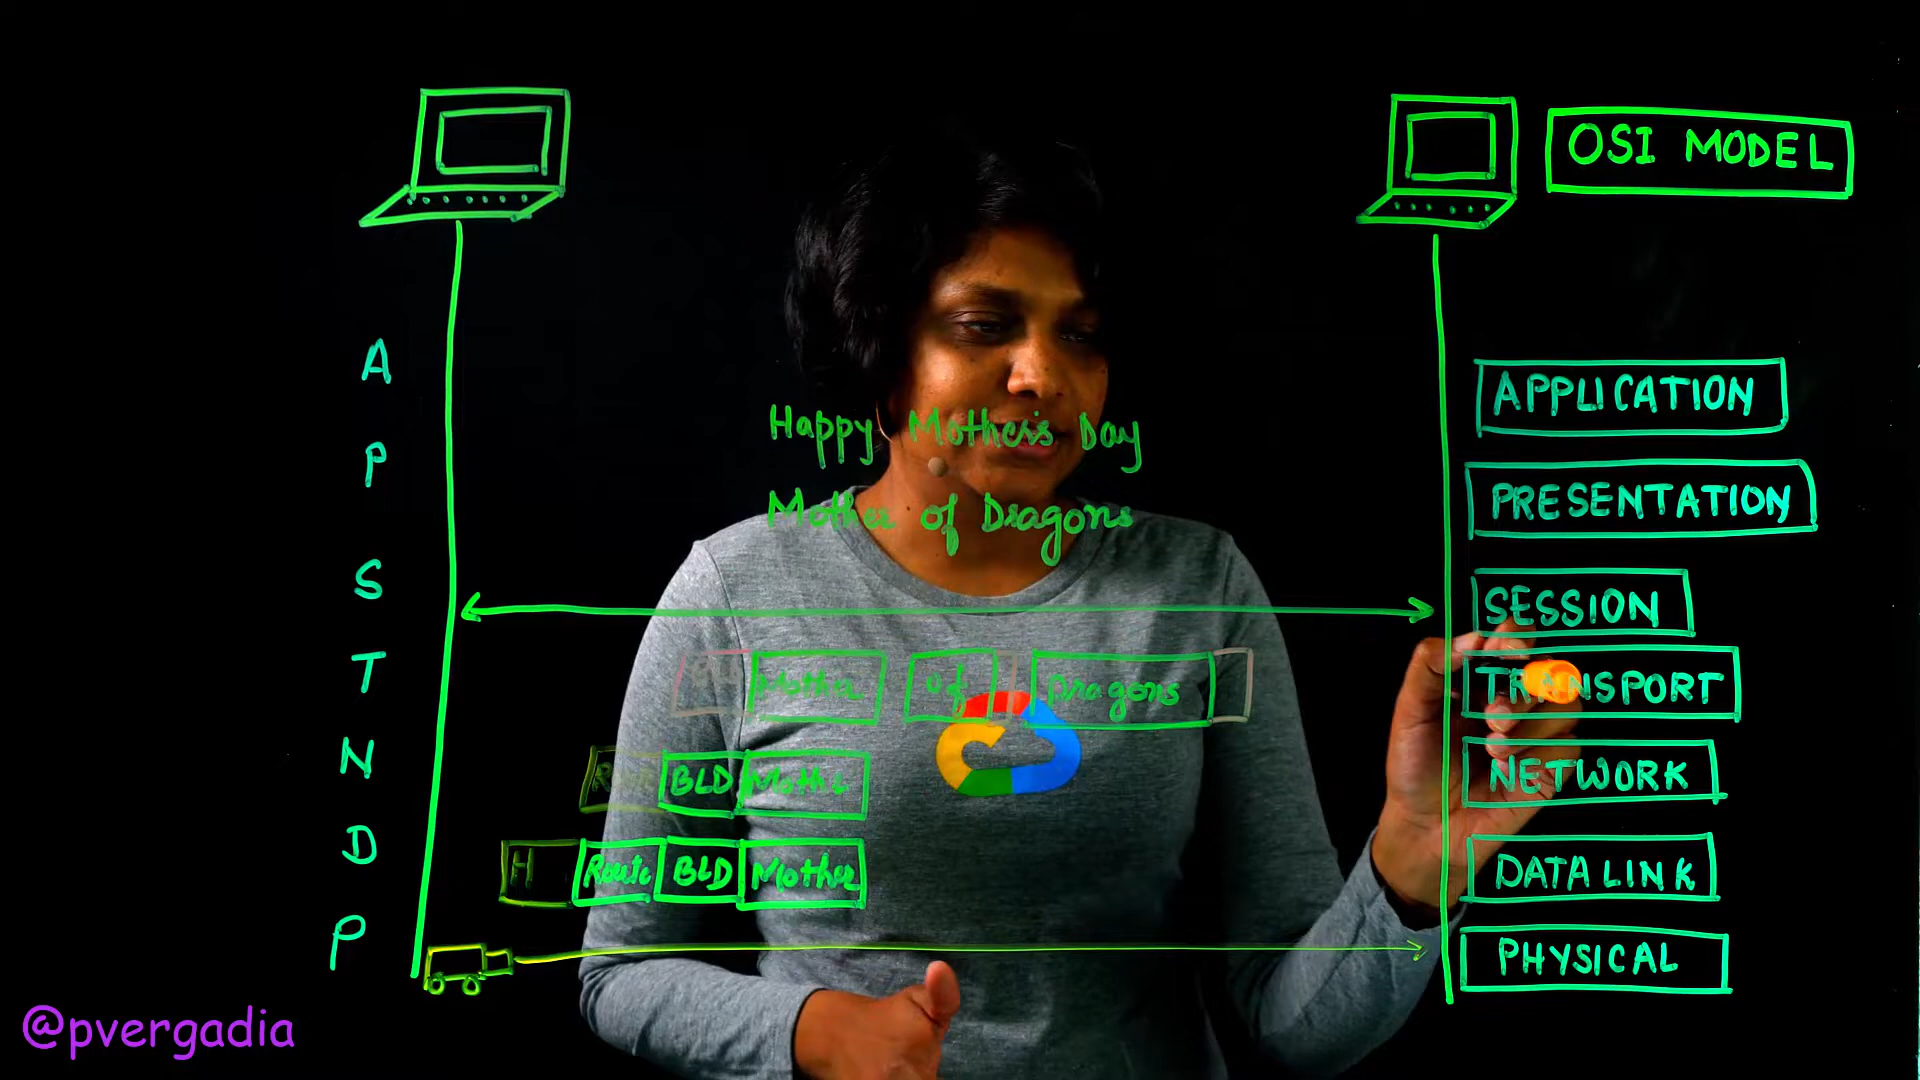 OSI MODEL
A
P
S
T
N
D
P
Happy Mother's Day
Mother of Dragons
Mother of Dragons
BLD Mother
H Route BLD Mother
APPLICATION
PRESENTATION
SESSION
TRANSPORT
NETWORK
DATA LINK
PHYSICAL
@pvergadia